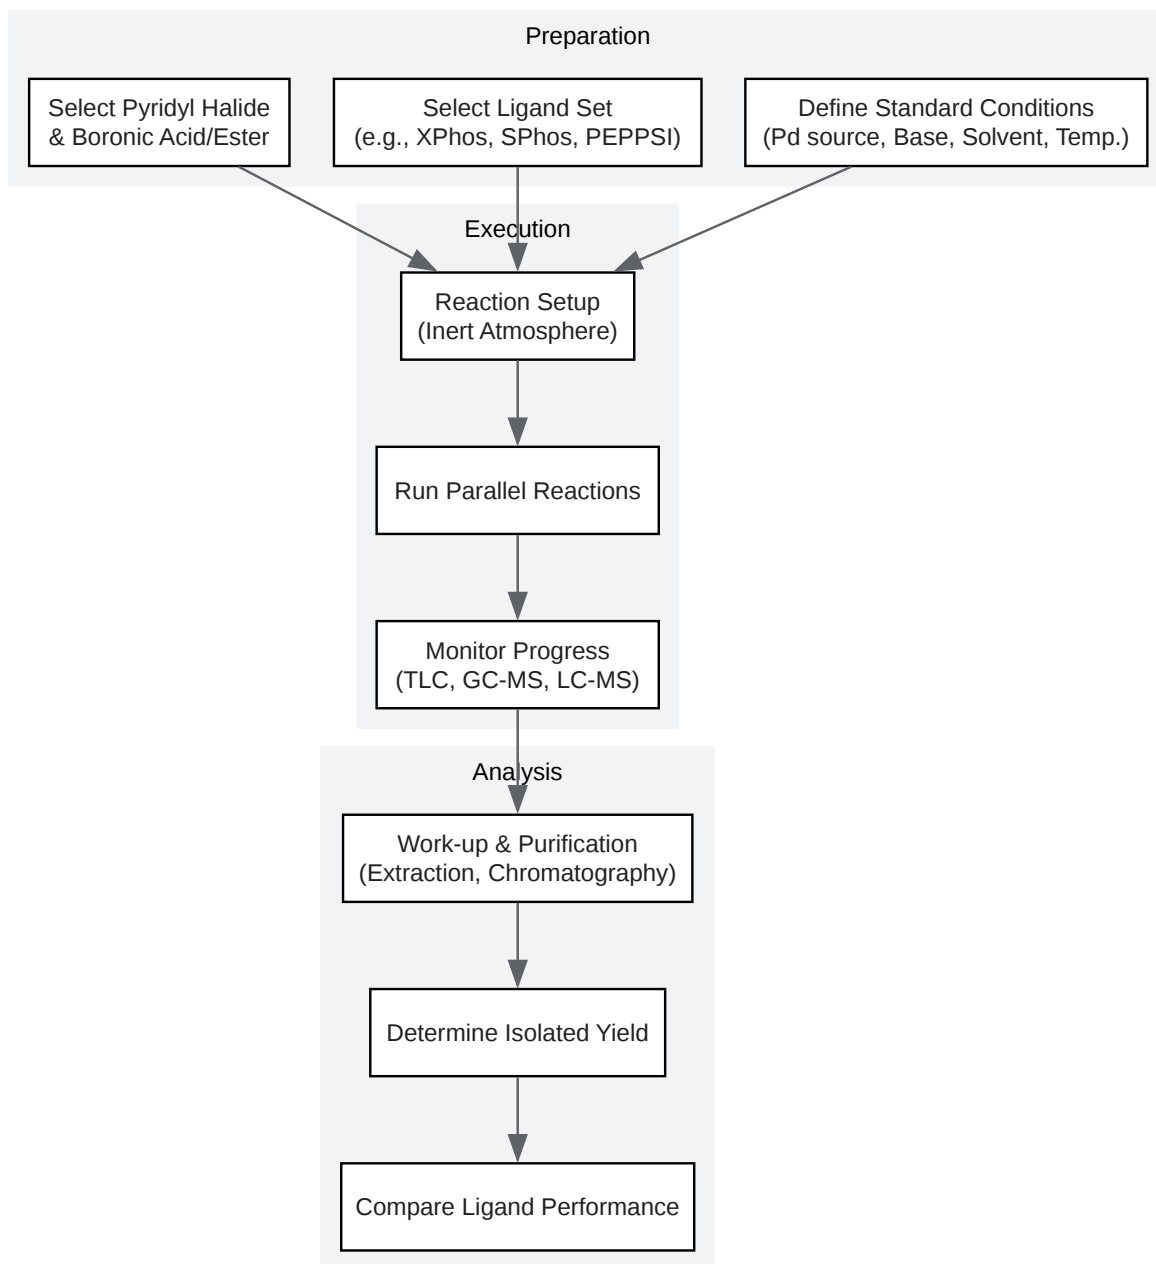 Preparation
Select Pyridyl Halide
& Boronic Acid/Ester
Select Ligand Set
(e.g., XPhos, SPhos, PEPPSI)
Define Standard Conditions
(Pd source, Base, Solvent, Temp.)
Execution
Reaction Setup
(Inert Atmosphere)
Run Parallel Reactions
Monitor Progress
(TLC, GC-MS, LC-MS)
Analysis
Work-up & Purification
(Extraction, Chromatography)
Determine Isolated Yield
Compare Ligand Performance